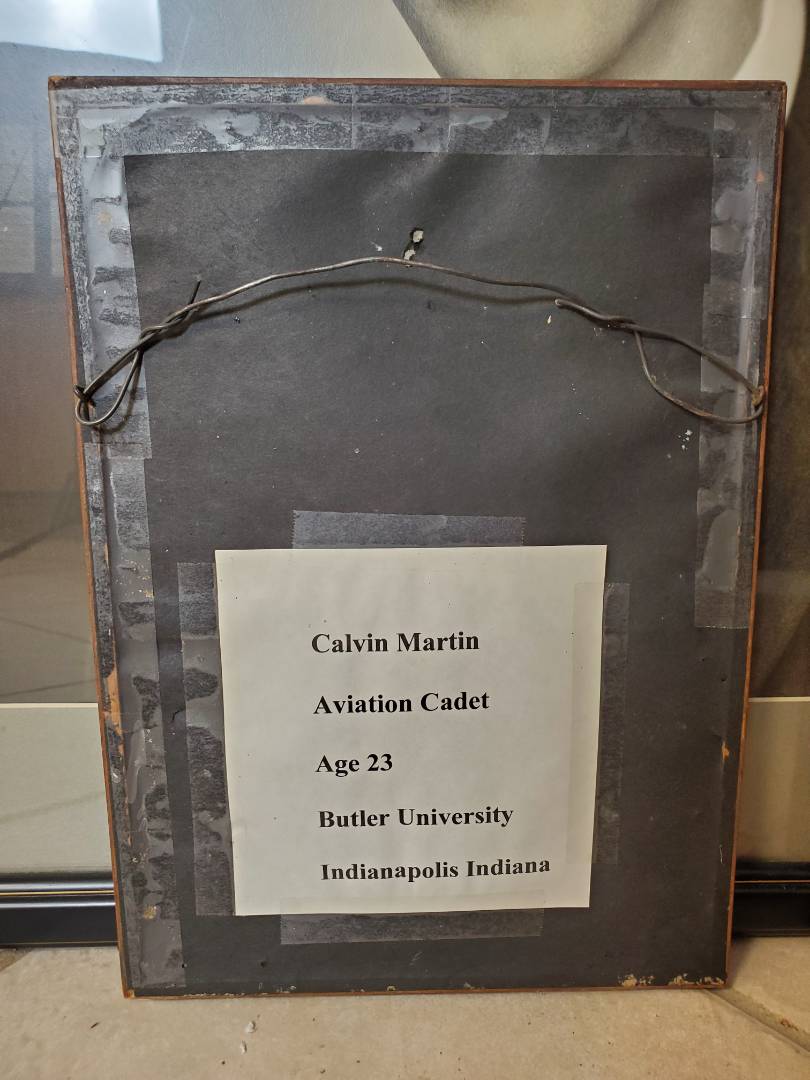 Calvin Martin
Aviation Cadet
Age 23
Butler University
Indianapolis Indiana